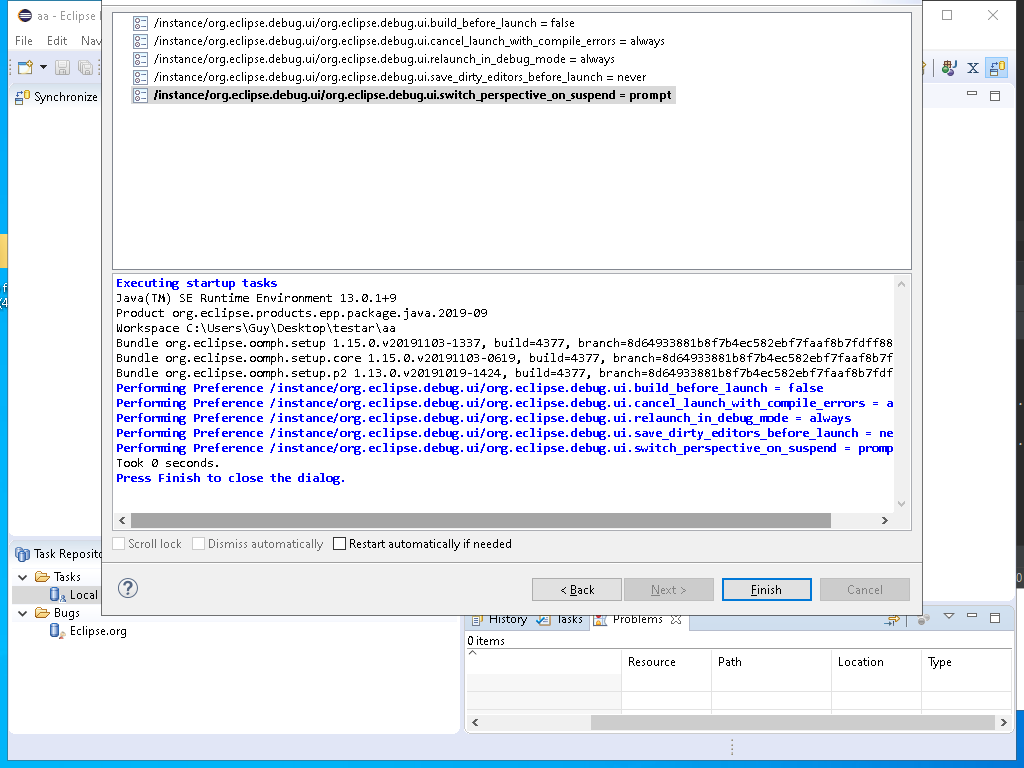 aa - Eclipse
File Edit Nav
Synchronize
/instance/org.eclipse.debug.ui/org.eclipse.debug.ui.build_before_launch = false
/instance/org.eclipse.debug.ui/org.eclipse.debug.ui.cancel_launch_with_compile_errors = always
/instance/org.eclipse.debug.ui/org.eclipse.debug.ui.relaunch_in_debug_mode = always
/instance/org.eclipse.debug.ui/org.eclipse.debug.ui.save_dirty_editors_before_launch = never
/instance/org.eclipse.debug.ui/org.eclipse.debug.ui.switch_perspective_on_suspend = prompt
Executing startup tasks
Java(TM) SE Runtime Environment 13.0.1+9
Product org.eclipse.products.epp.package.java.2019-09
Workspace C:\Users\Guy\Desktop\testar\aa
Bundle org.eclipse.oomph.setup 1.15.0.v20191103-1337, build=4377, branch=8d64933881b8f7b4ec582ebf7faaf8b7fdff88
Bundle org.eclipse.oomph.setup.core 1.15.0.v20191103-0619, build=4377, branch=8d64933881b8f7b4ec582ebf7faaf8b7f
Bundle org.eclipse.oomph.setup.p2 1.13.0.v20191019-1424, build=4377, branch=8d64933881b8f7b4ec582ebf7faaf8b7fdf
Performing Preference /instance/org.eclipse.debug.ui/org.eclipse.debug.ui.build_before_launch = false
Performing Preference /instance/org.eclipse.debug.ui/org.eclipse.debug.ui.cancel_launch_with_compile_errors = a
Performing Preference /instance/org.eclipse.debug.ui/org.eclipse.debug.ui.relaunch_in_debug_mode = always
Performing Preference /instance/org.eclipse.debug.ui/org.eclipse.debug.ui.save_dirty_editors_before_launch = ne
Performing Preference /instance/org.eclipse.debug.ui/org.eclipse.debug.ui.switch_perspective_on_suspend = promp
Took 0 seconds.
Press Finish to close the dialog.
Scroll lock Dismiss automatically Restart automatically if needed
< Back Next > Finish Cancel
Task Reposito
Tasks
Local
Bugs
Eclipse.org
History Tasks Problems
0 items
Resource Path Location Type